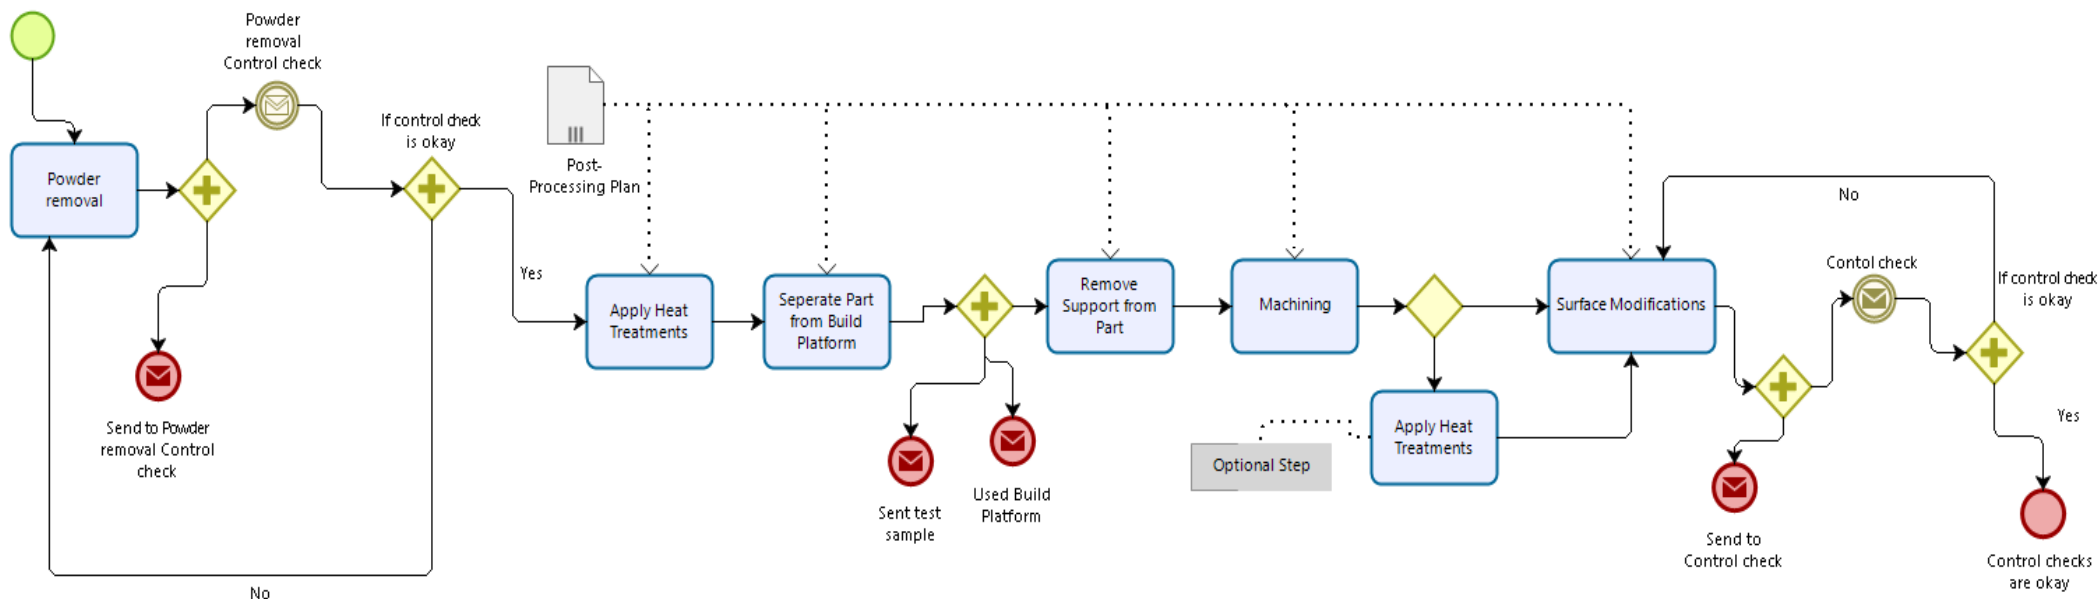 Powder
removal
Control check
If control check
is okay
Post-
Processing Plan
Powder
removal
No
Yes
Contol check
If control check
is okay
Apply Heat
Treatments
Seperate Part
from Build
Platform
Remove
Support from
Part
Machining
Surface Modifications
Send to Powder
removal Control
check
Apply Heat
Treatments
Yes
Optional Step
Sent test
sample
Used Build
Platform
Send to
Control check
Control checks
are okay
No